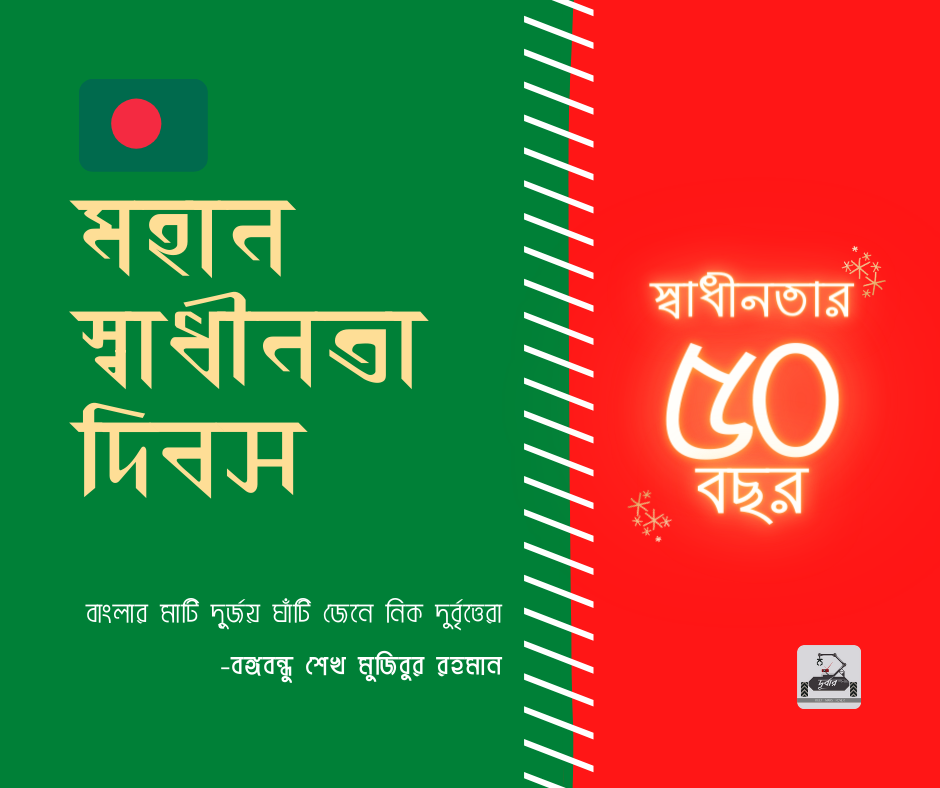 মহান
স্বাধীনতা
দিবস
বাংলার মাটি দুর্জয় ঘাঁটি জেনে নিক দুর্বৃত্তেরা
-বঙ্গবন্ধু শেখ মুজিবুর রহমান
স্বাধীনতার
৫০
বছর
দুর্বার